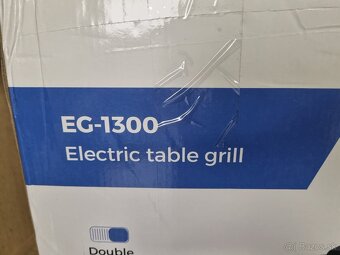 EG-1300
Electric table grill
Double